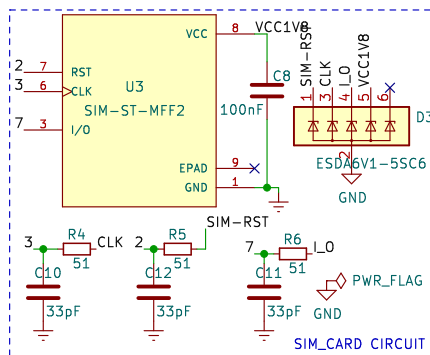 VCC 8 VCC1V8
2 7 RST
3 6 CLK
7 3 I/O
U3
SIM-ST-MFF2
EPAD 9
GND 1
C8
100nF
SIM-RST CLK I_O VCC1V8
1 3 4 5 6
D3
2
ESDA6V1-5SC6
GND
3 R4 CLK
51
C10
33pF
2 R5 SIM-RST
51
C12
33pF
7 R6 I_O
51
C11
33pF
PWR_FLAG
GND
SIM_CARD CIRCUIT